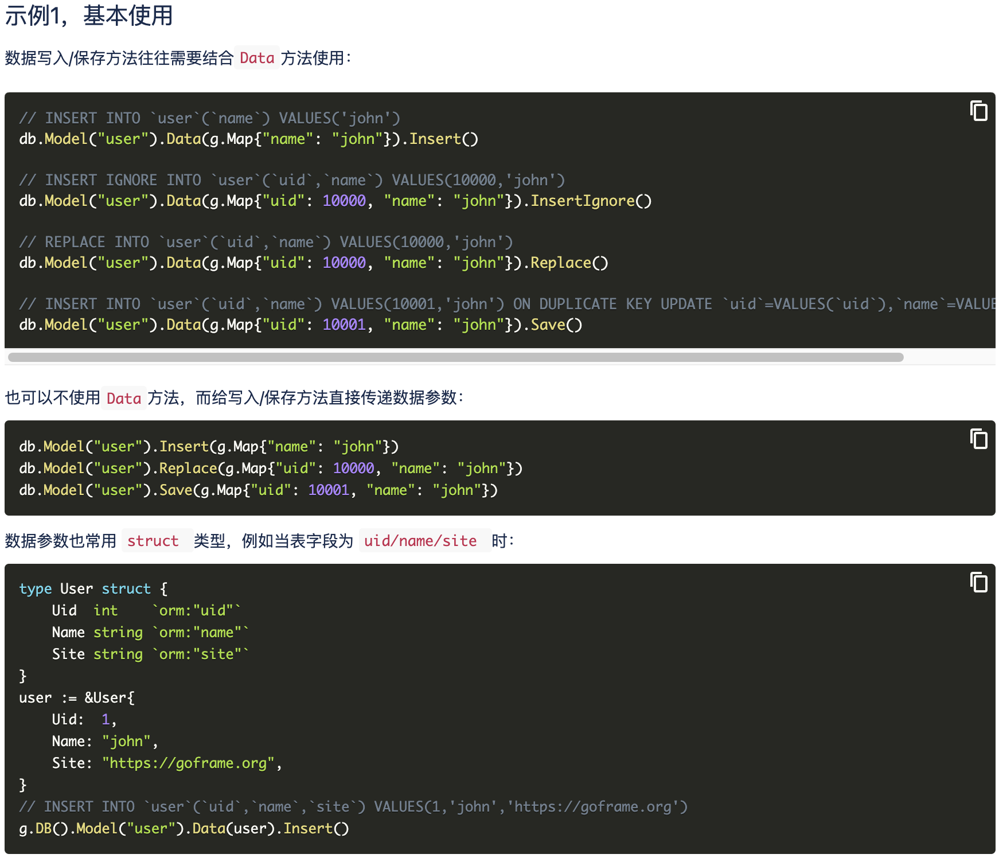 示例1，基本使用
数据写入/保存方法往往需要结合 Data 方法使用：
// INSERT INTO `user`(`name`) VALUES('john')
db.Model("user").Data(g.Map{"name": "john"}).Insert()
// INSERT IGNORE INTO `user`(`uid`,`name`) VALUES(10000,'john')
db.Model("user").Data(g.Map{"uid": 10000, "name": "john"}).InsertIgnore()
// REPLACE INTO `user`(`uid`,`name`) VALUES(10000,'john')
db.Model("user").Data(g.Map{"uid": 10000, "name": "john"}).Replace()
// INSERT INTO `user`(`uid`,`name`) VALUES(10001,'john') ON DUPLICATE KEY UPDATE `uid`=VALUES(`uid`),`name`=VALUE
db.Model("user").Data(g.Map{"uid": 10001, "name": "john"}).Save()
也可以不使用 Data 方法，而给写入/保存方法直接传递数据参数：
db.Model("user").Insert(g.Map{"name": "john"})
db.Model("user").Replace(g.Map{"uid": 10000, "name": "john"})
db.Model("user").Save(g.Map{"uid": 10001, "name": "john"})
数据参数也常用 struct 类型，例如当表字段为 uid/name/site 时：
type User struct {
    Uid  int    `orm:"uid"`
    Name string `orm:"name"`
    Site string `orm:"site"`
}
user := &User{
    Uid:  1,
    Name: "john",
    Site: "https://goframe.org",
}
// INSERT INTO `user`(`uid`,`name`,`site`) VALUES(1,'john','https://goframe.org')
g.DB().Model("user").Data(user).Insert()